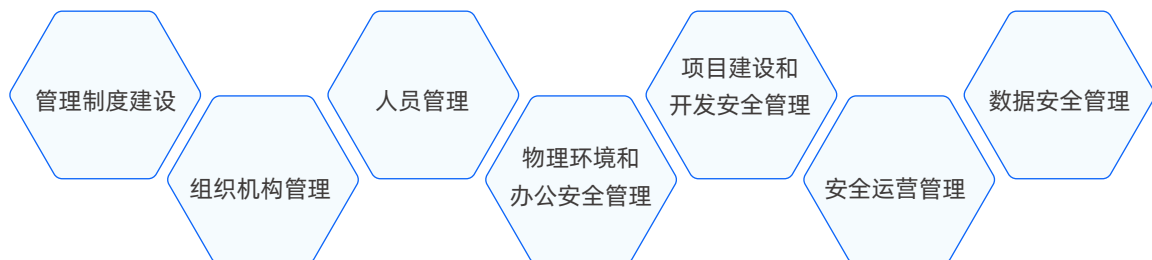 管理制度建设
组织机构管理
人员管理
物理环境和
办公安全管理
项目建设和
开发安全管理
安全运营管理
数据安全管理